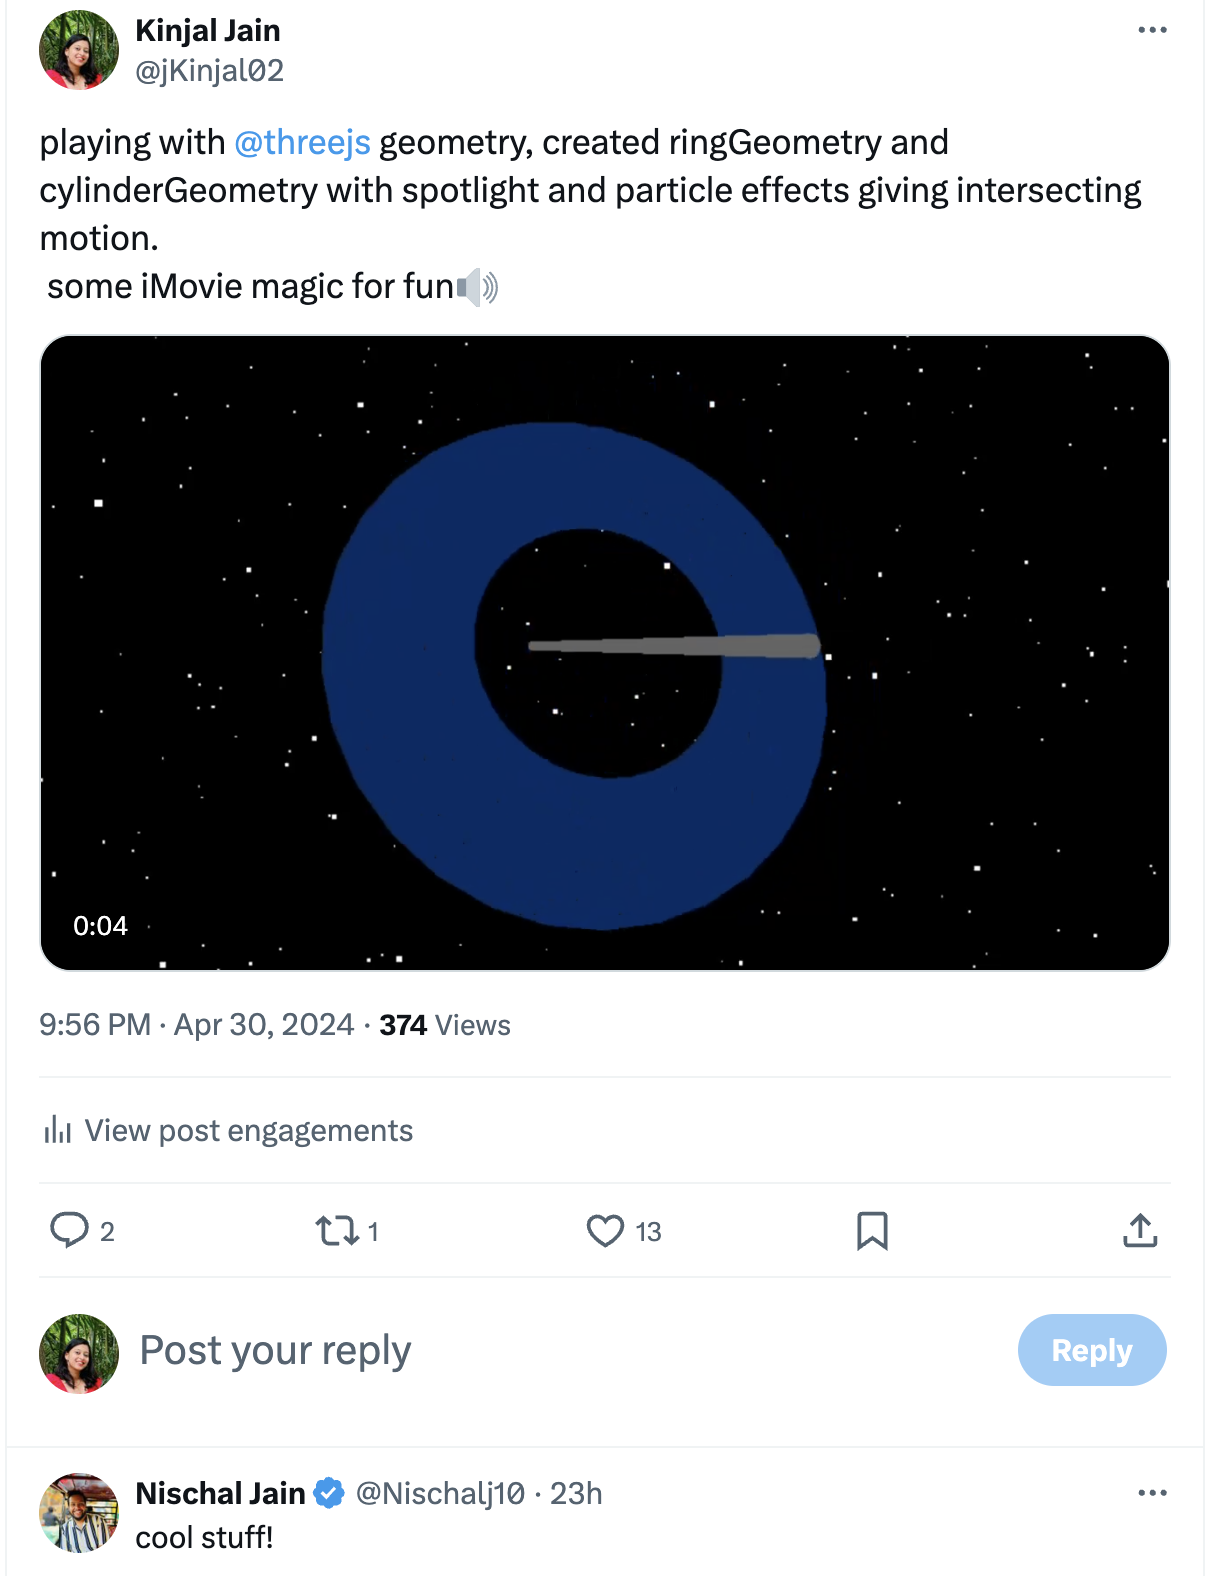 Kinjal Jain
@jKinjal02
playing with @threejs geometry, created ringGeometry and
cylinderGeometry with spotlight and particle effects giving intersecting
motion.
some iMovie magic for fun🔊
0:04
9:56 PM · Apr 30, 2024 · 374 Views
View post engagements
2 1 13
Post your reply Reply
Nischal Jain @Nischalj10 · 23h
cool stuff!